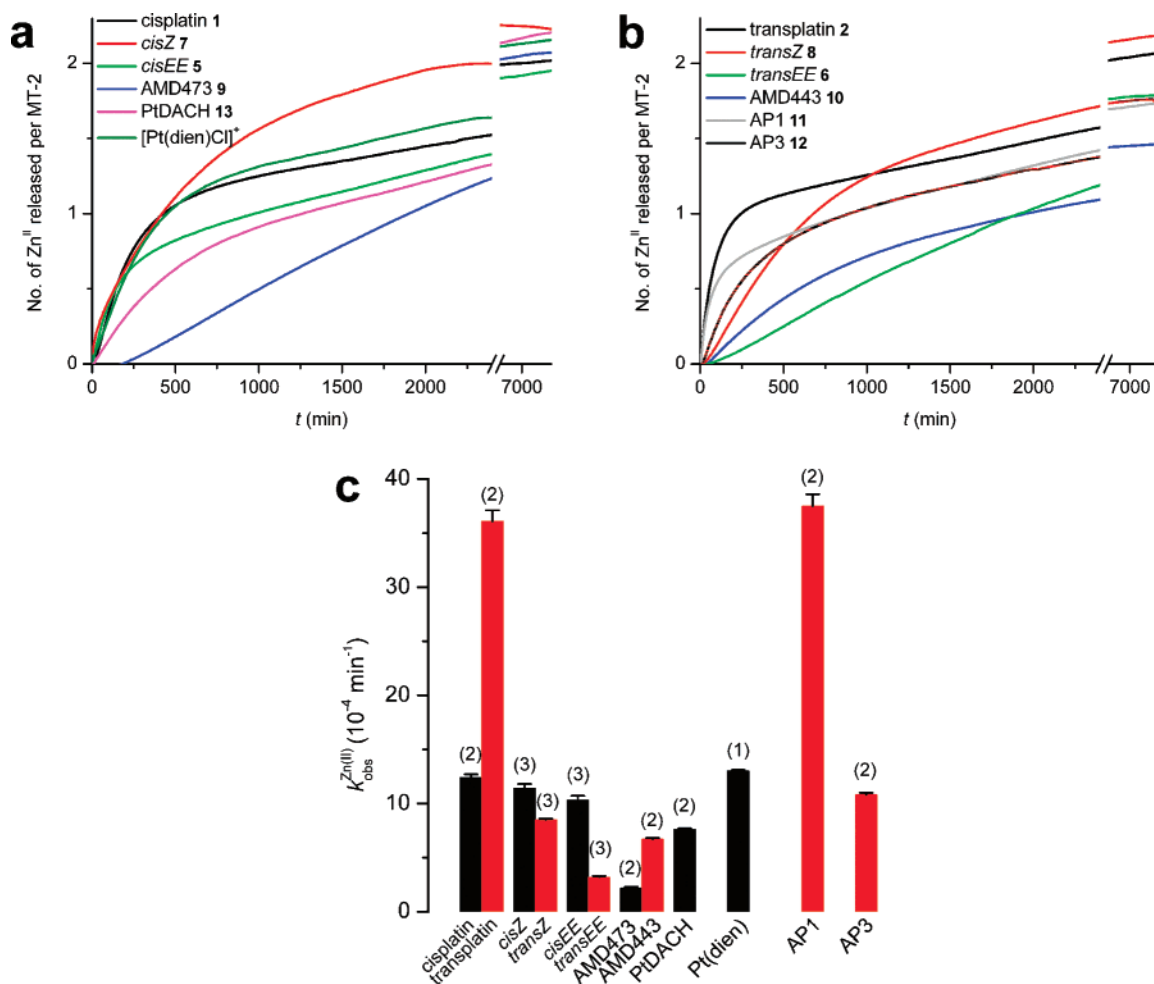 a
cisplatin 1
cisZ 7
cisEE 5
AMD473 9
PtDACH 13
[Pt(dien)Cl]⁺
No. of Znᴵᴵ released per MT-2
2
1
0
0 500 1000 1500 2000 7000
t (min)
b
transplatin 2
transZ 8
transEE 6
AMD443 10
AP1 11
AP3 12
No. of Znᴵᴵ released per MT-2
2
1
0
0 500 1000 1500 2000 7000
t (min)
c
k_obs^Zn(II) (10⁻⁴ min⁻¹)
40
30
20
10
0
(2)
(2)
(3)
(3)
(3)
(3)
(2)
(2)
(2)
(1)
(2)
(2)
cisplatin
transplatin
cisZ
transZ
cisEE
transEE
AMD473
AMD443
PtDACH
Pt(dien)
AP1
AP3